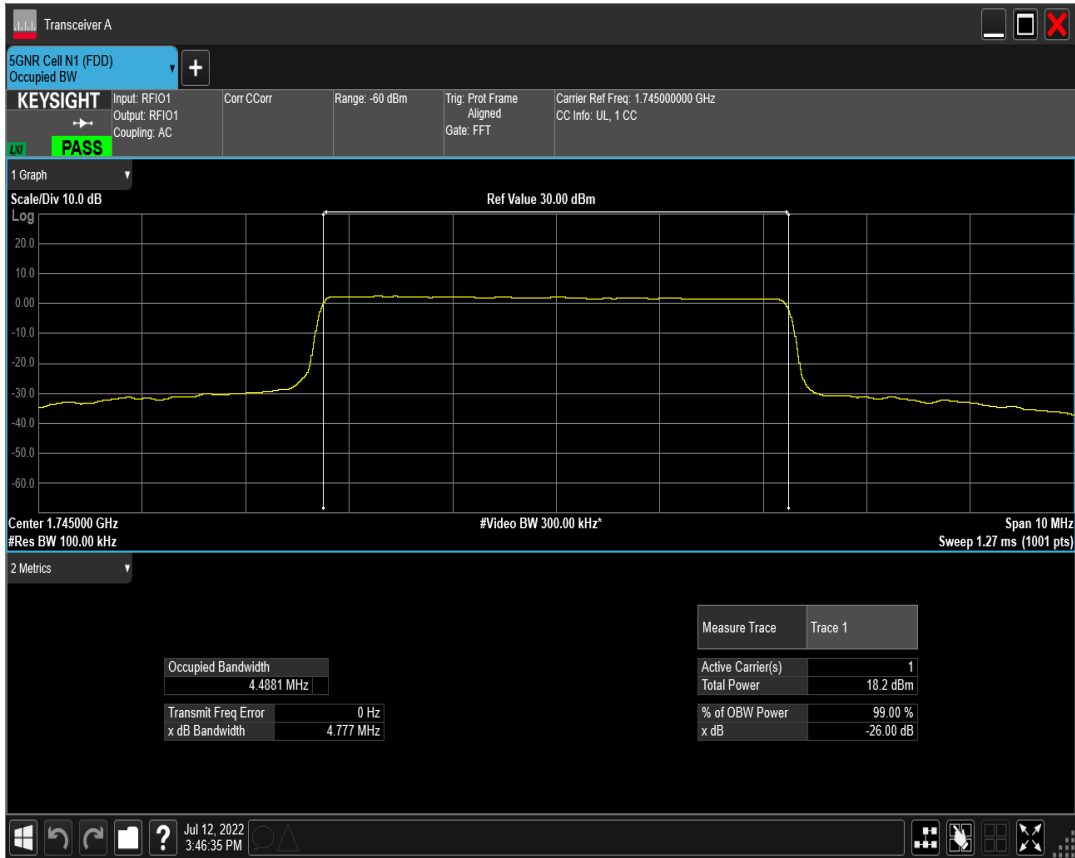 Transceiver A
5GNR Cell N1 (FDD)
Occupied BW
+
KEYSIGHT
LXI
PASS
Input: RFIO1
Output: RFIO1
Coupling: AC
Corr CCorr
Range: -60 dBm
Trig: Prot Frame
Aligned
Gate: FFT
Carrier Ref Freq: 1.745000000 GHz
CC Info: UL, 1 CC
1 Graph
Scale/Div 10.0 dB
Ref Value 30.00 dBm
Log
20.0
10.0
0.00
-10.0
-20.0
-30.0
-40.0
-50.0
-60.0
Center 1.745000 GHz
#Video BW 300.00 kHz*
Span 10 MHz
#Res BW 100.00 kHz
Sweep 1.27 ms (1001 pts)
2 Metrics
Measure Trace Trace 1
Occupied Bandwidth
4.4881 MHz
Active Carrier(s) 1
Total Power 18.2 dBm
Transmit Freq Error 0 Hz
x dB Bandwidth 4.777 MHz
% of OBW Power 99.00 %
x dB -26.00 dB
?
Jul 12, 2022
3:46:35 PM